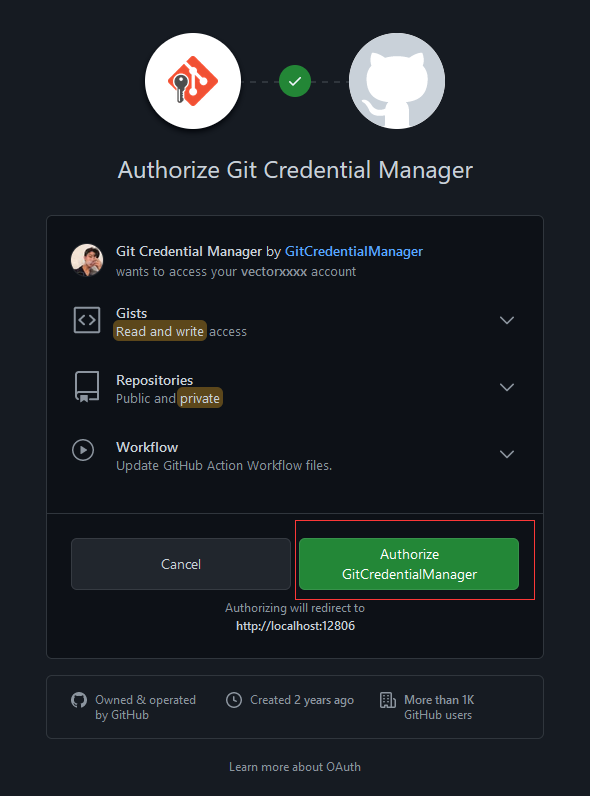 Authorize Git Credential Manager
Git Credential Manager by GitCredentialManager
wants to access your vectorxxxx account
Gists
Read and write access
Repositories
Public and private
Workflow
Update GitHub Action Workflow files.
Cancel
Authorize
GitCredentialManager
Authorizing will redirect to
http://localhost:12806
Owned & operated
by GitHub
Created 2 years ago
More than 1K
GitHub users
Learn more about OAuth